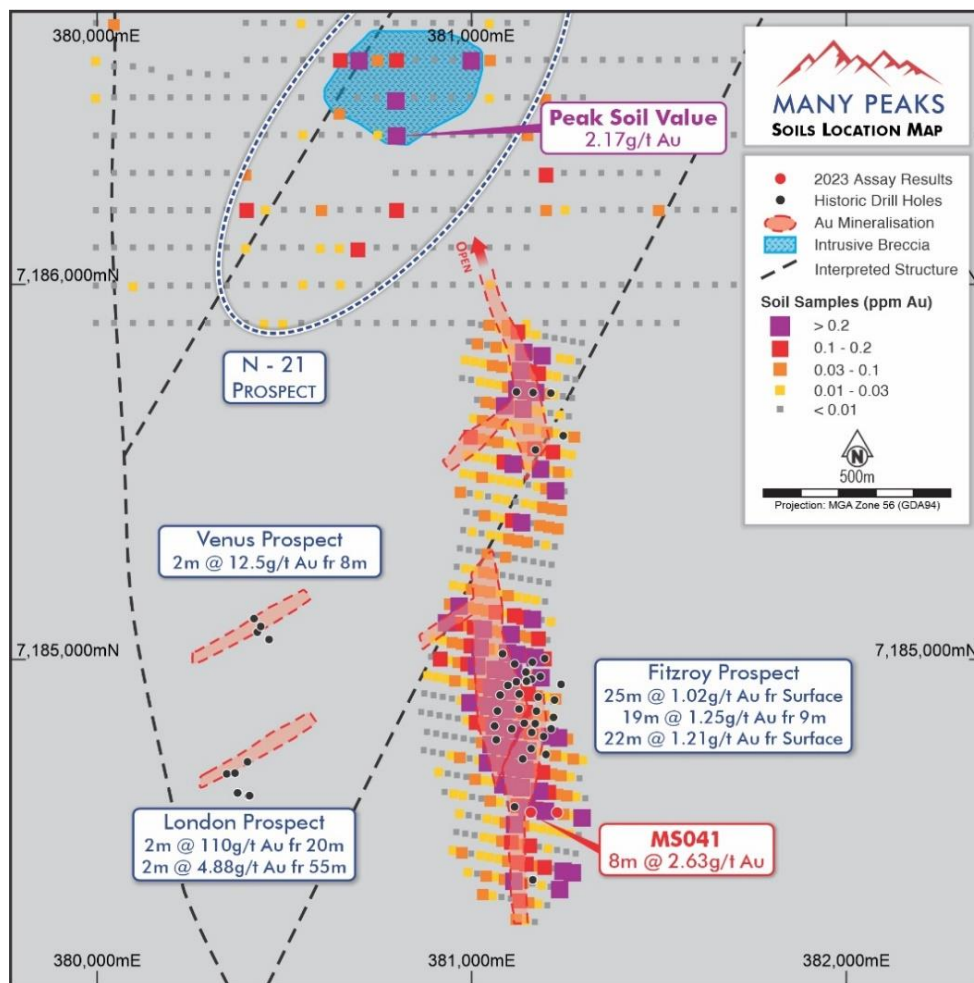 380,000mE
381,000mE
MANY PEAKS
SOILS LOCATION MAP
Peak Soil Value
2.17g/t Au
2023 Assay Results
Historic Drill Holes
Au Mineralisation
Intrusive Breccia
Interpreted Structure
Soil Samples (ppm Au)
> 0.2
0.1 - 0.2
0.03 - 0.1
0.01 - 0.03
< 0.01
N
500m
Projection: MGA Zone 56 (GDA94)
OPEN
7,186,000mN
N - 21
PROSPECT
Venus Prospect
2m @ 12.5g/t Au fr 8m
7,185,000mN
7,185,000mN
Fitzroy Prospect
25m @ 1.02g/t Au fr Surface
19m @ 1.25g/t Au fr 9m
22m @ 1.21g/t Au fr Surface
London Prospect
2m @ 110g/t Au fr 20m
2m @ 4.88g/t Au fr 55m
MS041
8m @ 2.63g/t Au
380,000mE
381,000mE
382,000mE